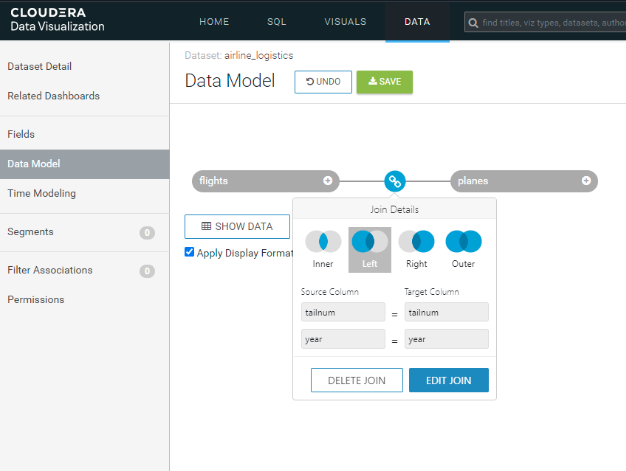 CLOUDERA
Data Visualization
HOME
SQL
VISUALS
DATA
find titles, viz types, datasets, autho
Dataset Detail
Related Dashboards
Fields
Data Model
Time Modeling
Segments 0
Filter Associations 0
Permissions
Dataset: airline_logistics
Data Model
UNDO
SAVE
flights
planes
SHOW DATA
Apply Display Format
Join Details
Inner
Left
Right
Outer
Source Column
Target Column
tailnum = tailnum
year = year
DELETE JOIN
EDIT JOIN